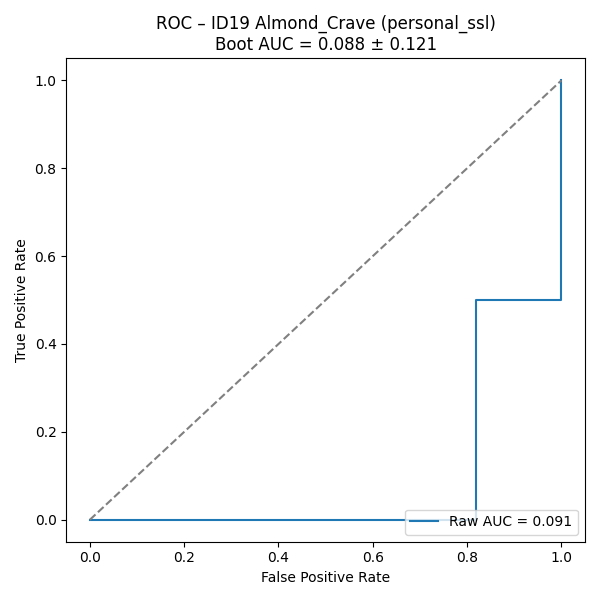 ROC – ID19 Almond_Crave (personal_ssl)
Boot AUC = 0.088 ± 0.121
True Positive Rate
1.0
0.8
0.6
0.4
0.2
0.0
Raw AUC = 0.091
0.0 0.2 0.4 0.6 0.8 1.0
False Positive Rate